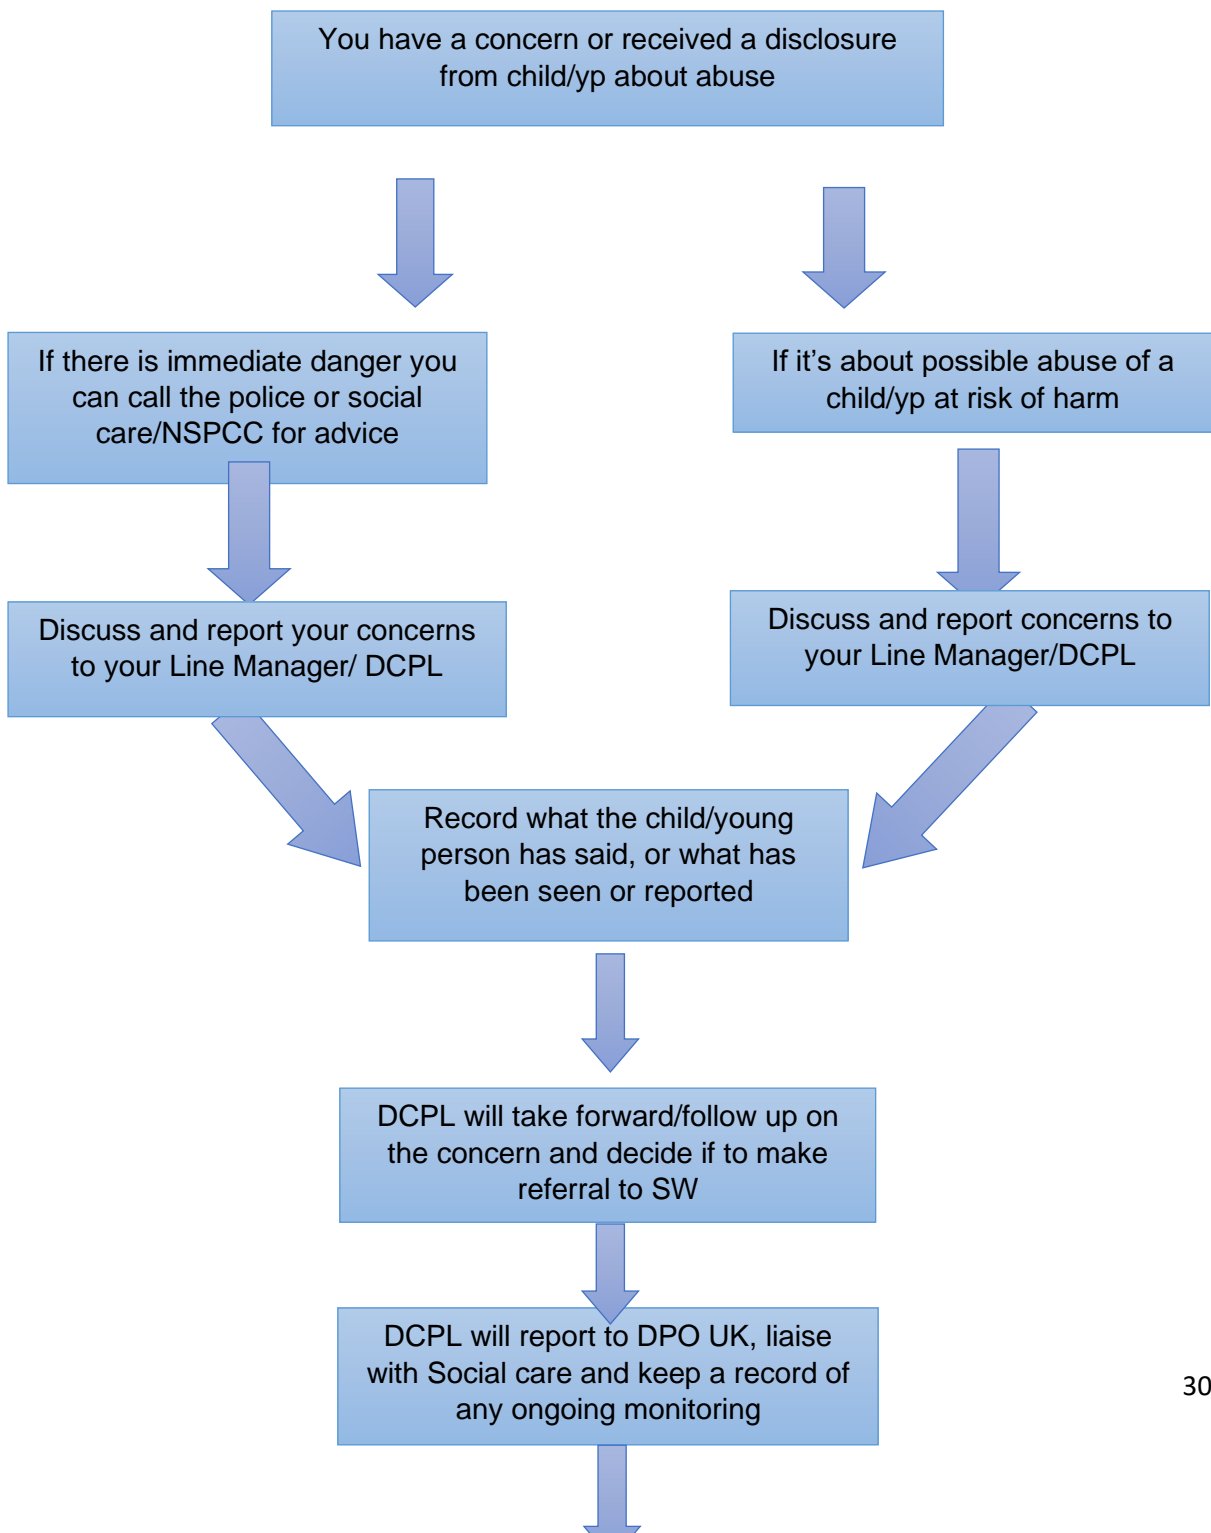 You have a concern or received a disclosure
from child/yp about abuse
If there is immediate danger you
can call the police or social
care/NSPCC for advice
If it's about possible abuse of a
child/yp at risk of harm
Discuss and report your concerns
to your Line Manager/ DCPL
Discuss and report concerns to
your Line Manager/DCPL
Record what the child/young
person has said, or what has
been seen or reported
DCPL will take forward/follow up on
the concern and decide if to make
referral to SW
DCPL will report to DPO UK, liaise
with Social care and keep a record of
any ongoing monitoring
30